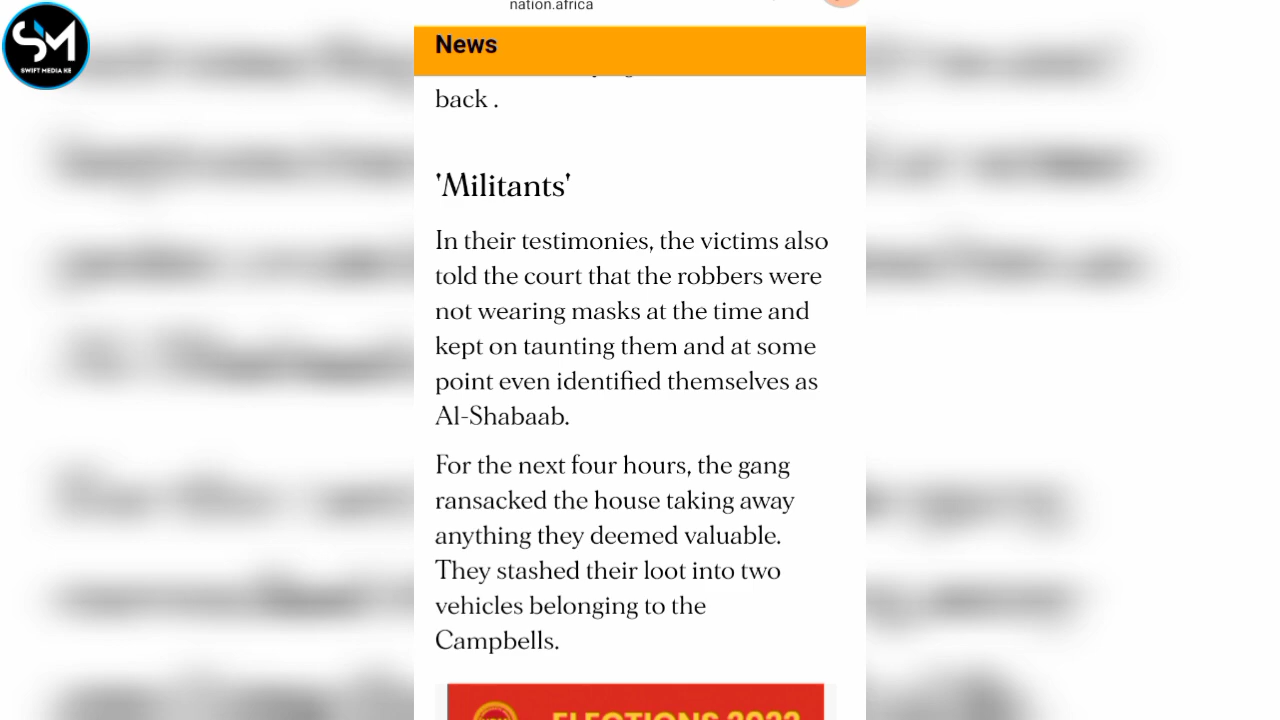 SM
SWIFT MEDIA KE
nation.africa
News
back .
'Militants'
In their testimonies, the victims also
told the court that the robbers were
not wearing masks at the time and
kept on taunting them and at some
point even identified themselves as
Al-Shabaab.
For the next four hours, the gang
ransacked the house taking away
anything they deemed valuable.
They stashed their loot into two
vehicles belonging to the
Campbells.
ELECTIONS 2022